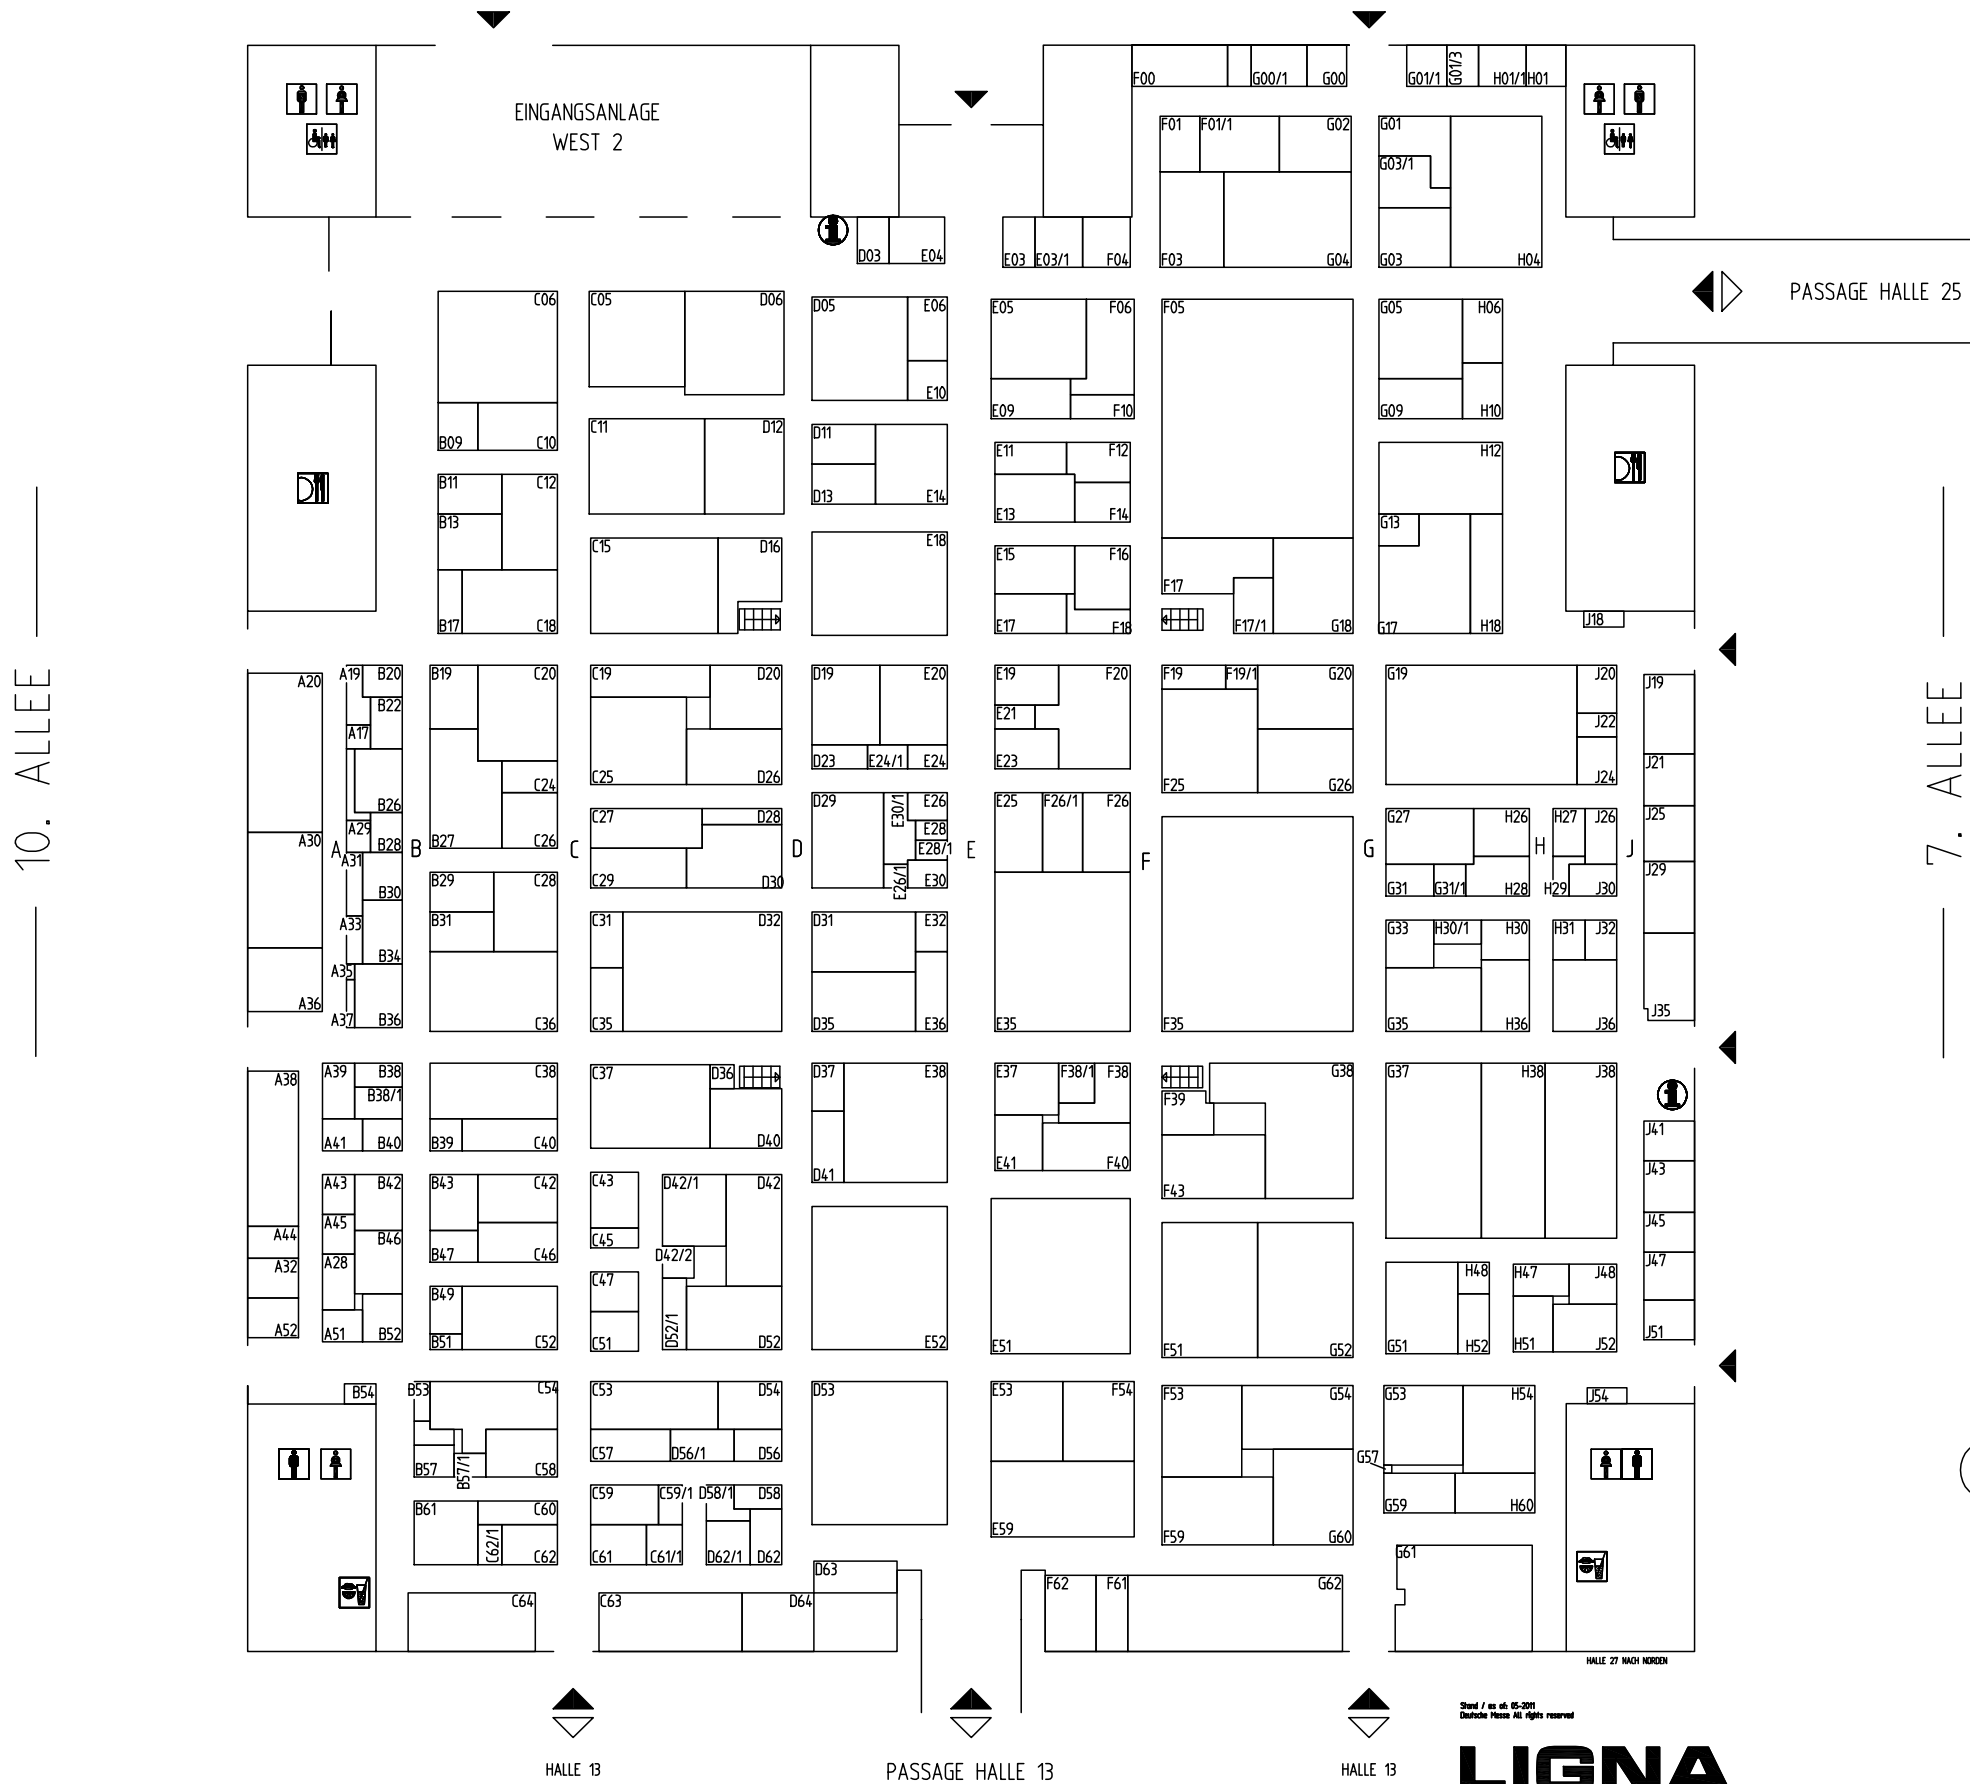 F00 G00/1 G00 G01/1 G01/3 H01/1 H01
EINGANGSANLAGE
WEST 2
F01 F01/1 G02 G01
G03/1
D03 E04 E03 E03/1 F04 F03 G04 G03 H04
PASSAGE HALLE 25
C06 C05 D06 D05 E06 E05 F06 F05 G05 H06
E10
B09 C10 E09 F10 G09 H10
C11 D12 D11
E11 F12 H12
B11 C12 D13 E14
B13 E13 F14 G13
C15 D16 E18 E15 F16
F17
B17 C18 E17 F18 F17/1 G18 G17 H18 J18
A20 A19 B20 B19 C20 C19 D20 D19 E20 E19 F20 F19 F19/1 G20 G19 J20 J19
B22 E21 J22
A17
D23 E24/1 E24 E23 J21
C24 C25 D26 F25 G26 J24
B26 D29 E30/1 E26 E25 F26/1 F26
C27 D28 G27 H26 H27 J26 J25
A29 E28
A30 B28 B27 C26 E28/1
A B C D E F G H J
A31 J29
B29 C28 C29 D30 E26/1 E30 G31 G31/1 H28 H29 J30
B30
A33 B31 C31 D32 D31 E32 G33 H30/1 H30 H31 J32
B34
A35
A36 A37 B36 C36 C35 D35 E36 E35 F35 G35 H36 J36 J35
10. ALLEE
7. ALLEE
A38 A39 B38 C38 C37 D36 D37 E38 E37 F38/1 F38 G38 G37 H38 J38
B38/1 F39
A41 B40 B39 C40 D40 J41
E41 F40 J43
A43 B42 B43 C42 C43 D42/1 D42 D41 F43
A45 J45
A44 B46 C45
A32 A28 B47 C46 D42/2 J47
C47 H48 H47 J48
B49
A52 A51 B52 B51 C52 C51 D52/1 D52 E52 E51 F51 G52 G51 H52 H51 J52 J51
B54 B53 C54 C53 D54 D53 E53 F54 F53 G54 G53 H54 J54
C57 D56/1 D56 G57
B57 B57/1 C58
C59 C59/1 D58/1 D58
B61 C60 G59 H60
E59 F59 G60
C62/1 C62 C61 C61/1 D62/1 D62 G61
D63 F62 F61 G62
C64 C63 D64
HALLE 27 NACH NORDEN
Stand / as of: 05-2011
Deutsche Messe All rights reserved
HALLE 13
PASSAGE HALLE 13
HALLE 13
LIGNA